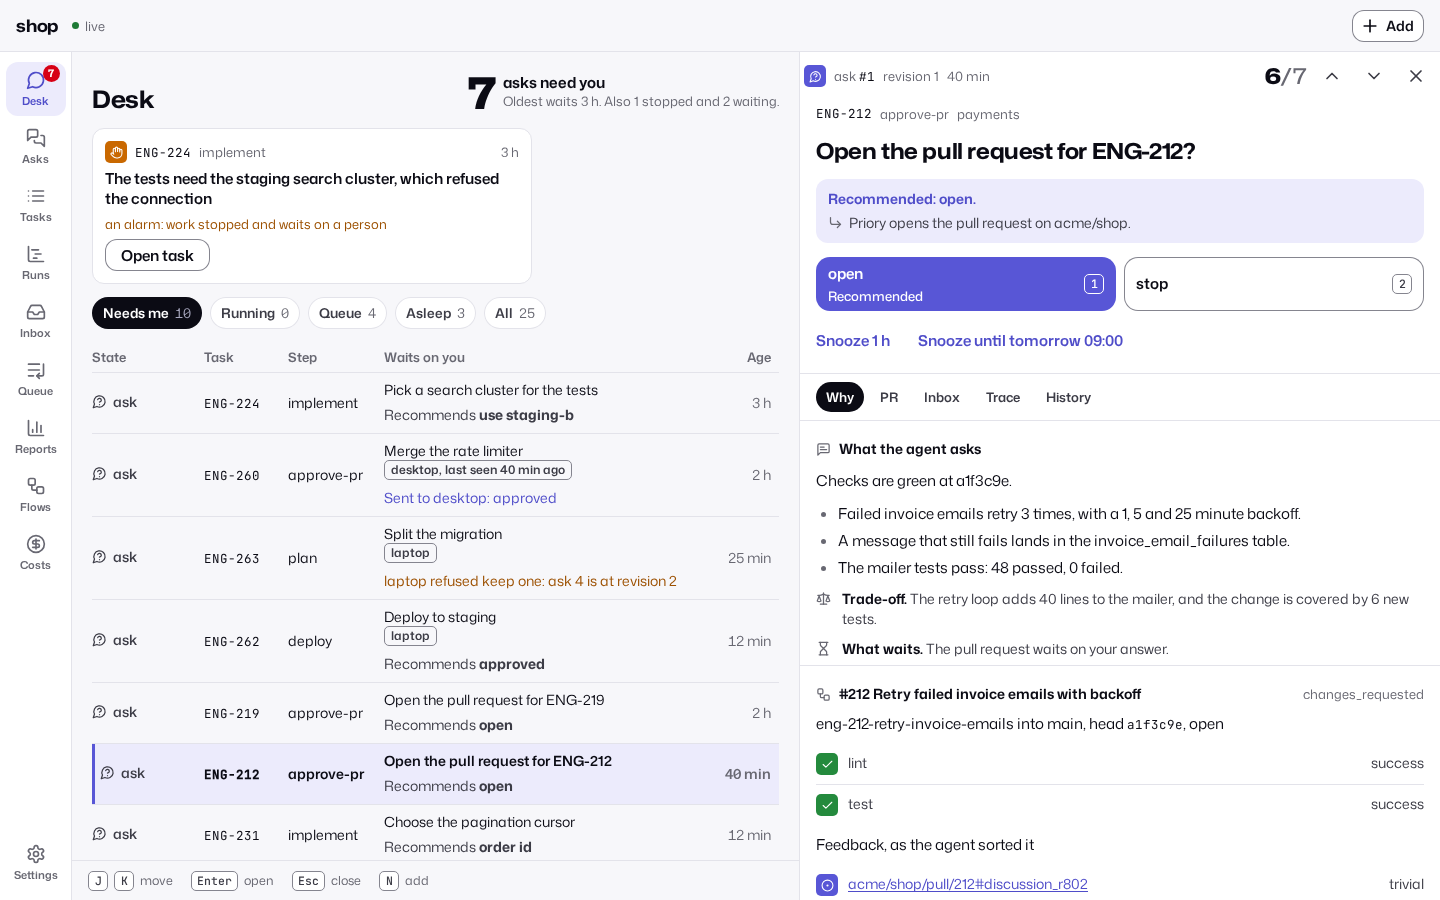 shop
live
Add
7
Desk
Asks
Tasks
Runs
Inbox
Queue
Reports
Flows
Costs
Settings
Desk
7 asks need you
Oldest waits 3 h. Also 1 stopped and 2 waiting.
ENG-224 implement 3 h
The tests need the staging search cluster, which refused
the connection
an alarm: work stopped and waits on a person
Open task
Needs me 10 Running 0 Queue 4 Asleep 3 All 25
State Task Step Waits on you Age
ask ENG-224 implement Pick a search cluster for the tests 3 h
Recommends use staging-b
ask ENG-260 approve-pr Merge the rate limiter 2 h
desktop, last seen 40 min ago
Sent to desktop: approved
ask ENG-263 plan Split the migration 25 min
laptop
laptop refused keep one: ask 4 is at revision 2
ask ENG-262 deploy Deploy to staging 12 min
laptop
Recommends approved
ask ENG-219 approve-pr Open the pull request for ENG-219 2 h
Recommends open
ask ENG-212 approve-pr Open the pull request for ENG-212 40 min
Recommends open
ask ENG-231 implement Choose the pagination cursor 12 min
Recommends order id
J K move Enter open Esc close N add
ask #1 revision 1 40 min 6/7
ENG-212 approve-pr payments
Open the pull request for ENG-212?
Recommended: open.
Priory opens the pull request on acme/shop.
open
Recommended
1
stop
2
Snooze 1 h Snooze until tomorrow 09:00
Why PR Inbox Trace History
What the agent asks
Checks are green at a1f3c9e.
Failed invoice emails retry 3 times, with a 1, 5 and 25 minute backoff.
A message that still fails lands in the invoice_email_failures table.
The mailer tests pass: 48 passed, 0 failed.
Trade-off. The retry loop adds 40 lines to the mailer, and the change is covered by 6 new
tests.
What waits. The pull request waits on your answer.
#212 Retry failed invoice emails with backoff changes_requested
eng-212-retry-invoice-emails into main, head a1f3c9e, open
lint success
test success
Feedback, as the agent sorted it
acme/shop/pull/212#discussion_r802 trivial